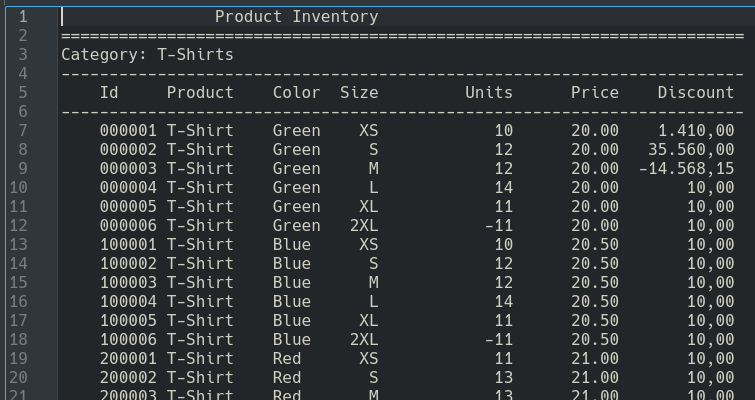 1                 Product Inventory
2 =======================================================================
3 Category: T-Shirts
4 -----------------------------------------------------------------------
5     Id     Product    Color  Size         Units      Price    Discount
6 -----------------------------------------------------------------------
7     000001 T-Shirt    Green    XS            10      20.00    1.410,00
8     000002 T-Shirt    Green     S            12      20.00   35.560,00
9     000003 T-Shirt    Green     M            12      20.00  -14.568,15
10    000004 T-Shirt    Green     L            14      20.00       10,00
11    000005 T-Shirt    Green    XL            11      20.00       10,00
12    000006 T-Shirt    Green   2XL           -11      20.00       10,00
13    100001 T-Shirt    Blue     XS            10      20.50       10,00
14    100002 T-Shirt    Blue      S            12      20.50       10,00
15    100003 T-Shirt    Blue      M            12      20.50       10,00
16    100004 T-Shirt    Blue      L            14      20.50       10,00
17    100005 T-Shirt    Blue     XL            11      20.50       10,00
18    100006 T-Shirt    Blue    2XL           -11      20.50       10,00
19    200001 T-Shirt    Red      XS            11      21.00       10,00
20    200002 T-Shirt    Red       S            13      21.00       10,00
21    200003 T-Shirt    Red       M            13      21.00       10,00